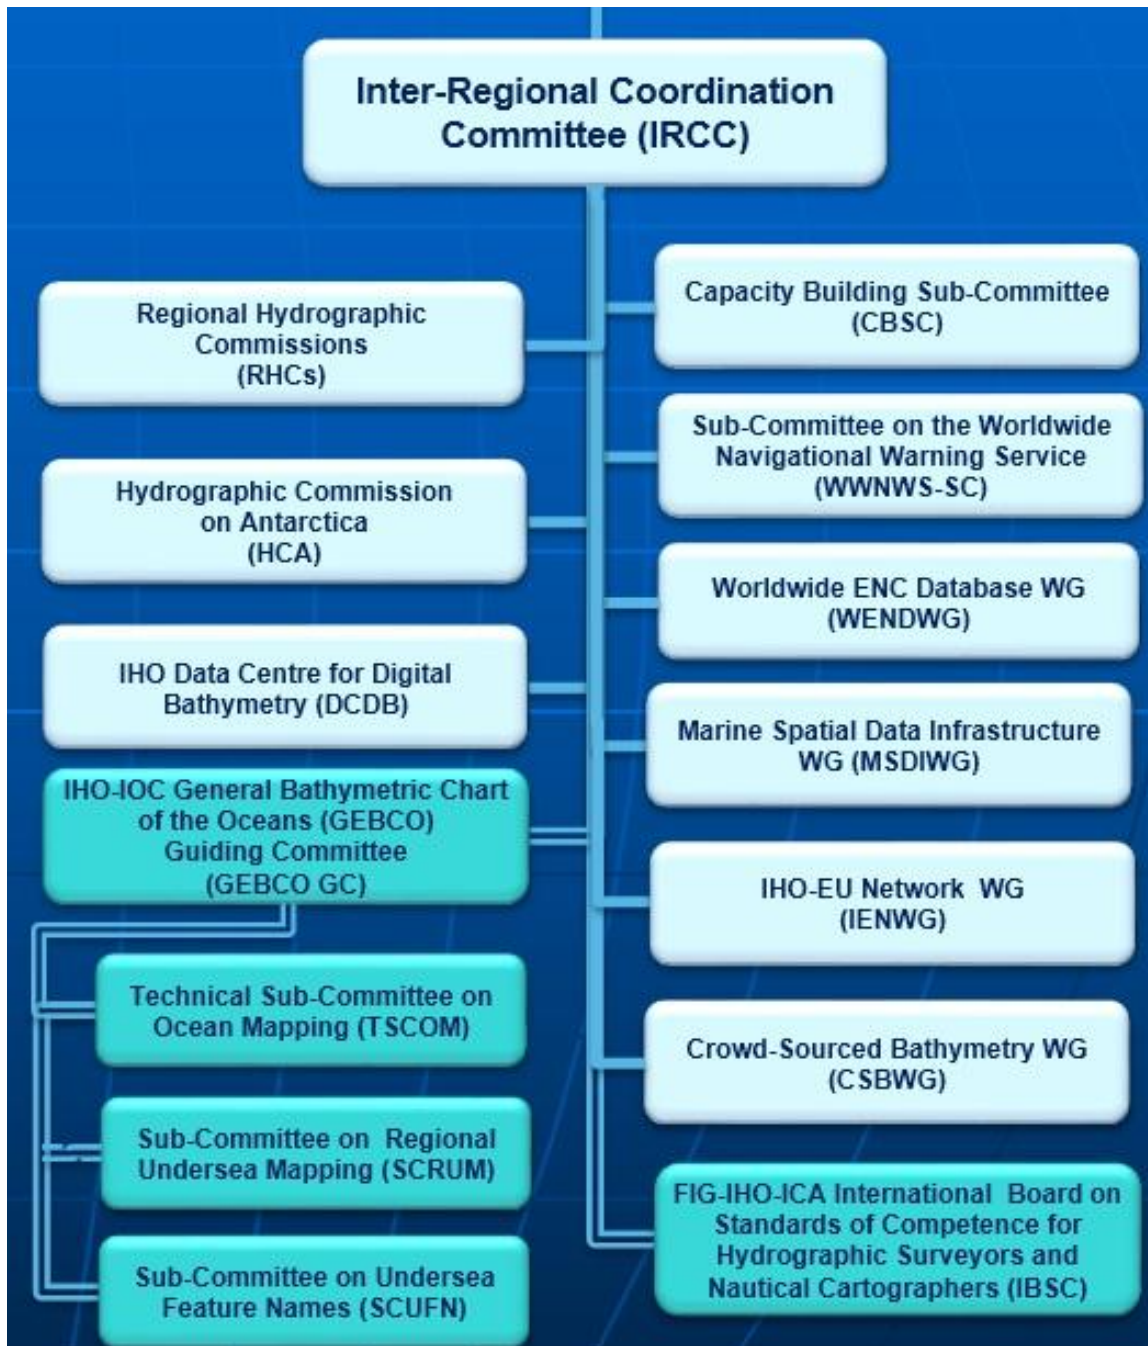 Inter-Regional Coordination
Committee (IRCC)
Regional Hydrographic
Commissions
(RHCs)
Hydrographic Commission
on Antarctica
(HCA)
IHO Data Centre for Digital
Bathymetry (DCDB)
IHO-IOC General Bathymetric Chart
of the Oceans (GEBCO)
Guiding Committee
(GEBCO GC)
Technical Sub-Committee on
Ocean Mapping (TSCOM)
Sub-Committee on Regional
Undersea Mapping (SCRUM)
Sub-Committee on Undersea
Feature Names (SCUFN)
Capacity Building Sub-Committee
(CBSC)
Sub-Committee on the Worldwide
Navigational Warning Service
(WWNWS-SC)
Worldwide ENC Database WG
(WENDWG)
Marine Spatial Data Infrastructure
WG (MSDIWG)
IHO-EU Network WG
(IENWG)
Crowd-Sourced Bathymetry WG
(CSBWG)
FIG-IHO-ICA International Board on
Standards of Competence for
Hydrographic Surveyors and
Nautical Cartographers (IBSC)